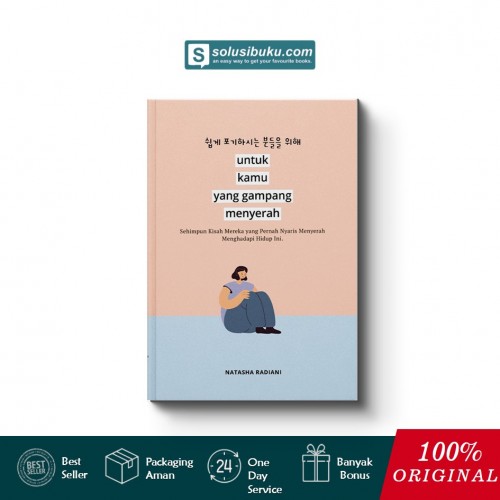 S solusibuku.com
an easy way to get your favourite books.
쉽게 포기하시는 분들을 위해
untuk
kamu
yang gampang
menyerah
Sehimpun Kisah Mereka yang Pernah Nyaris Menyerah
Menghadapi Hidup Ini.
NATASHA RADIANI
BEST SELLER
Best
Seller
Packaging
Aman
24
One
Day
Service
Banyak
Bonus
100%
ORIGINAL